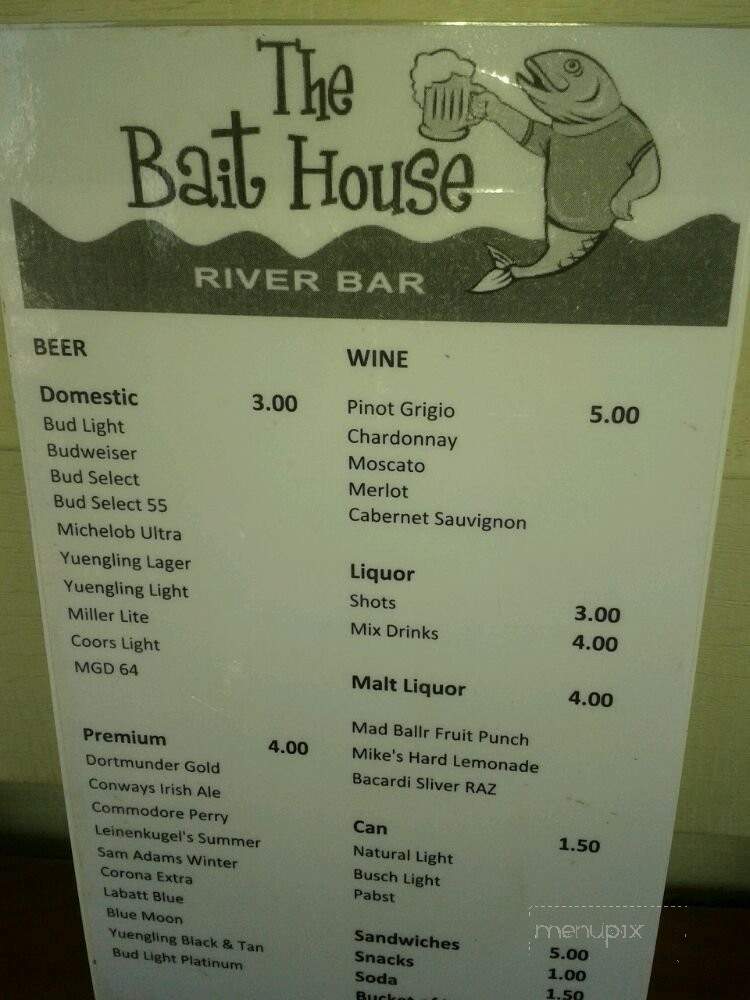 The
Bait House
RIVER BAR
BEER
Domestic 3.00
Bud Light
Budweiser
Bud Select
Bud Select 55
Michelob Ultra
Yuengling Lager
Yuengling Light
Miller Lite
Coors Light
MGD 64
Premium 4.00
Dortmunder Gold
Conways Irish Ale
Commodore Perry
Leinenkugel's Summer
Sam Adams Winter
Corona Extra
Labatt Blue
Blue Moon
Yuengling Black & Tan
Bud Light Platinum
WINE
Pinot Grigio 5.00
Chardonnay
Moscato
Merlot
Cabernet Sauvignon
Liquor
Shots 3.00
Mix Drinks 4.00
Malt Liquor 4.00
Mad Ballr Fruit Punch
Mike's Hard Lemonade
Bacardi Sliver RAZ
Can 1.50
Natural Light
Busch Light
Pabst
Sandwiches 5.00
Snacks 1.00
Soda 1.50
Bucket of
menupix